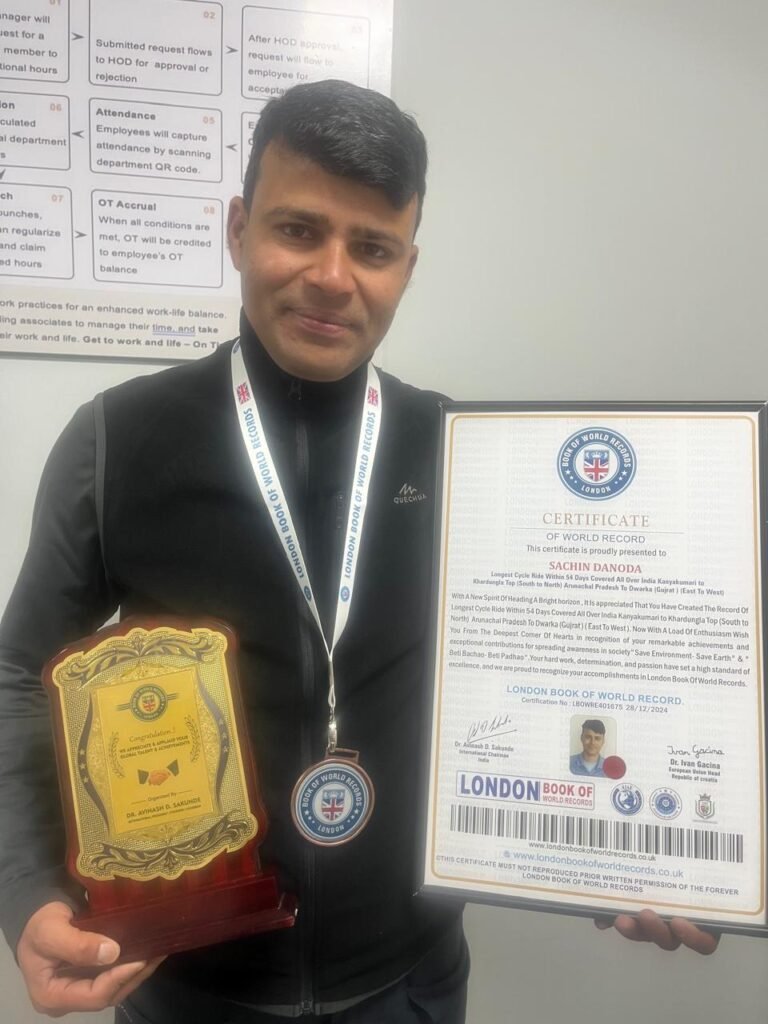 01
nager will
uest for a
member to
tional hours
02
Submitted request flows
to HOD for approval or
rejection
03
After HOD approval,
request will flow to
employee for
ion
06
culated
al department
s
Attendance
05
Employees will capture
attendance by scanning
department QR code.
ch
07
punches,
an regularize
and claim
ed hours
OT Accrual
08
When all conditions are
met, OT will be credited
to employee's OT
balance
ork practices for an enhanced work-life balance.
ling associates to manage their time, and take
eir work and life. Get to work and life – On Ti
LONDON BOOK OF WORLD RECORDS
LONDON BOOK OF WORLD RECORDS
QUECHUA
BOOK OF WORLD RECORDS
LONDON
Congratulation..!
WE APPRECIATE & APPLAUD YOUR
GLOBAL TALENT & ACHIEVEMENTS
Organized By
DR. AVINASH D. SAKUNDE
BOOK OF WORLD RECORDS
LONDON
BOOK OF WORLD RECORDS
LONDON
CERTIFICATE
OF WORLD RECORD
This certificate is proudly presented to
SACHIN DANODA
Longest Cycle Ride Within 54 Days Covered All Over India Kanyakumari to
Khardungla Top (South to North) Arunachal Pradesh To Dwarka (Gujrat ) (East To West)
With A New Spirit Of Heading A Bright horizon , It is appreciated That You Have Created The Record Of
Longest Cycle Ride Within 54 Days Covered All Over India Kanyakumari to Khardungla Top (South to
North) Arunachal Pradesh To Dwarka (Gujrat ) ( East To West ). Now With A Load Of Enthusiasm Wish
You From The Deepest Corner Of Hearts in recognition of your remarkable achievements and
exceptional contributions for spreading awareness in society" Save Environment- Save Earth" & "
Beti Bachao- Beti Padhao".Your hard work, determination, and passion have set a high standard of
excellence, and we are proud to recognize your accomplishments in London Book Of World Records.
LONDON BOOK OF WORLD RECORD.
Certification No : LBOWRE401675 28/12/2024
Dr. Avinash D. Sakunde
International Chairman
India
Ivan Gacina
Dr. Ivan Gacina
European Union Head
Republic of croatia
LONDON BOOK OF WORLD RECORDS
www.londonbookofworldrecords.co.uk
www.londonbookofworldrecords.co.uk
©THIS CERTIFICATE MUST NOT REPRODUCED PRIOR WRITTEN PERMISSION OF THE FOREVER
LONDON BOOK OF WORLD RECORDS